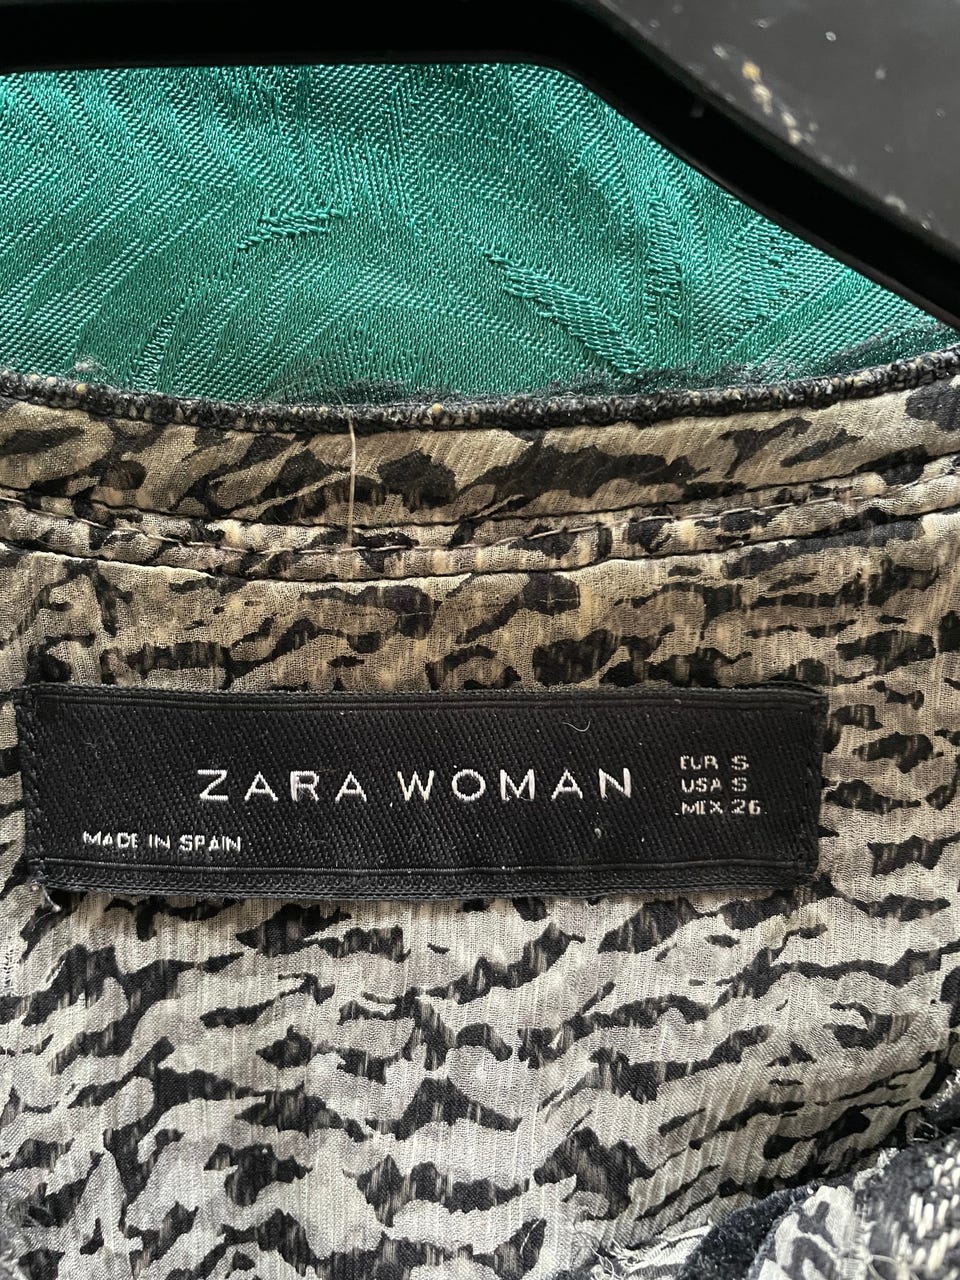 ZARA WOMAN
EUR S
USA S
MEX 26
MADE IN SPAIN